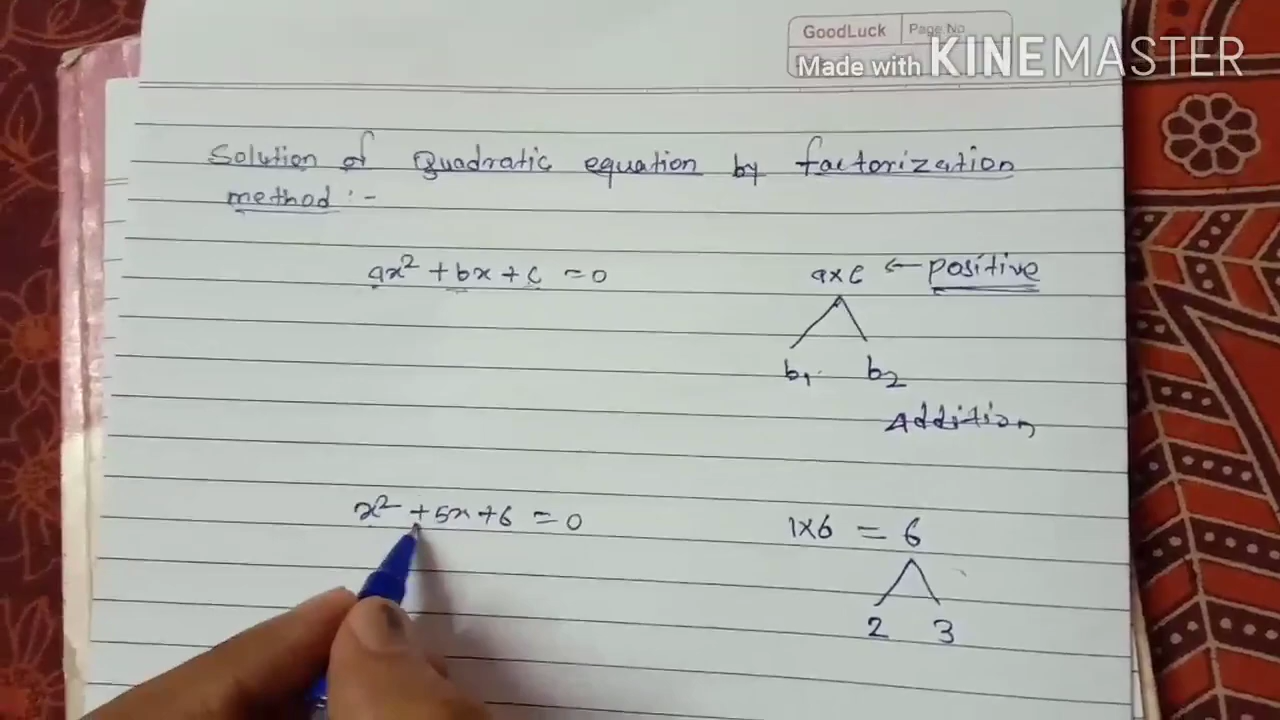 GoodLuck Page No
Made with KINEMASTER
Solution of Quadratic equation by factorization
method :-
ax² + bx + c = 0
a×c ← positive
b₁ b₂
Addition
x² + 5x + 6 = 0
1×6 = 6
2 3